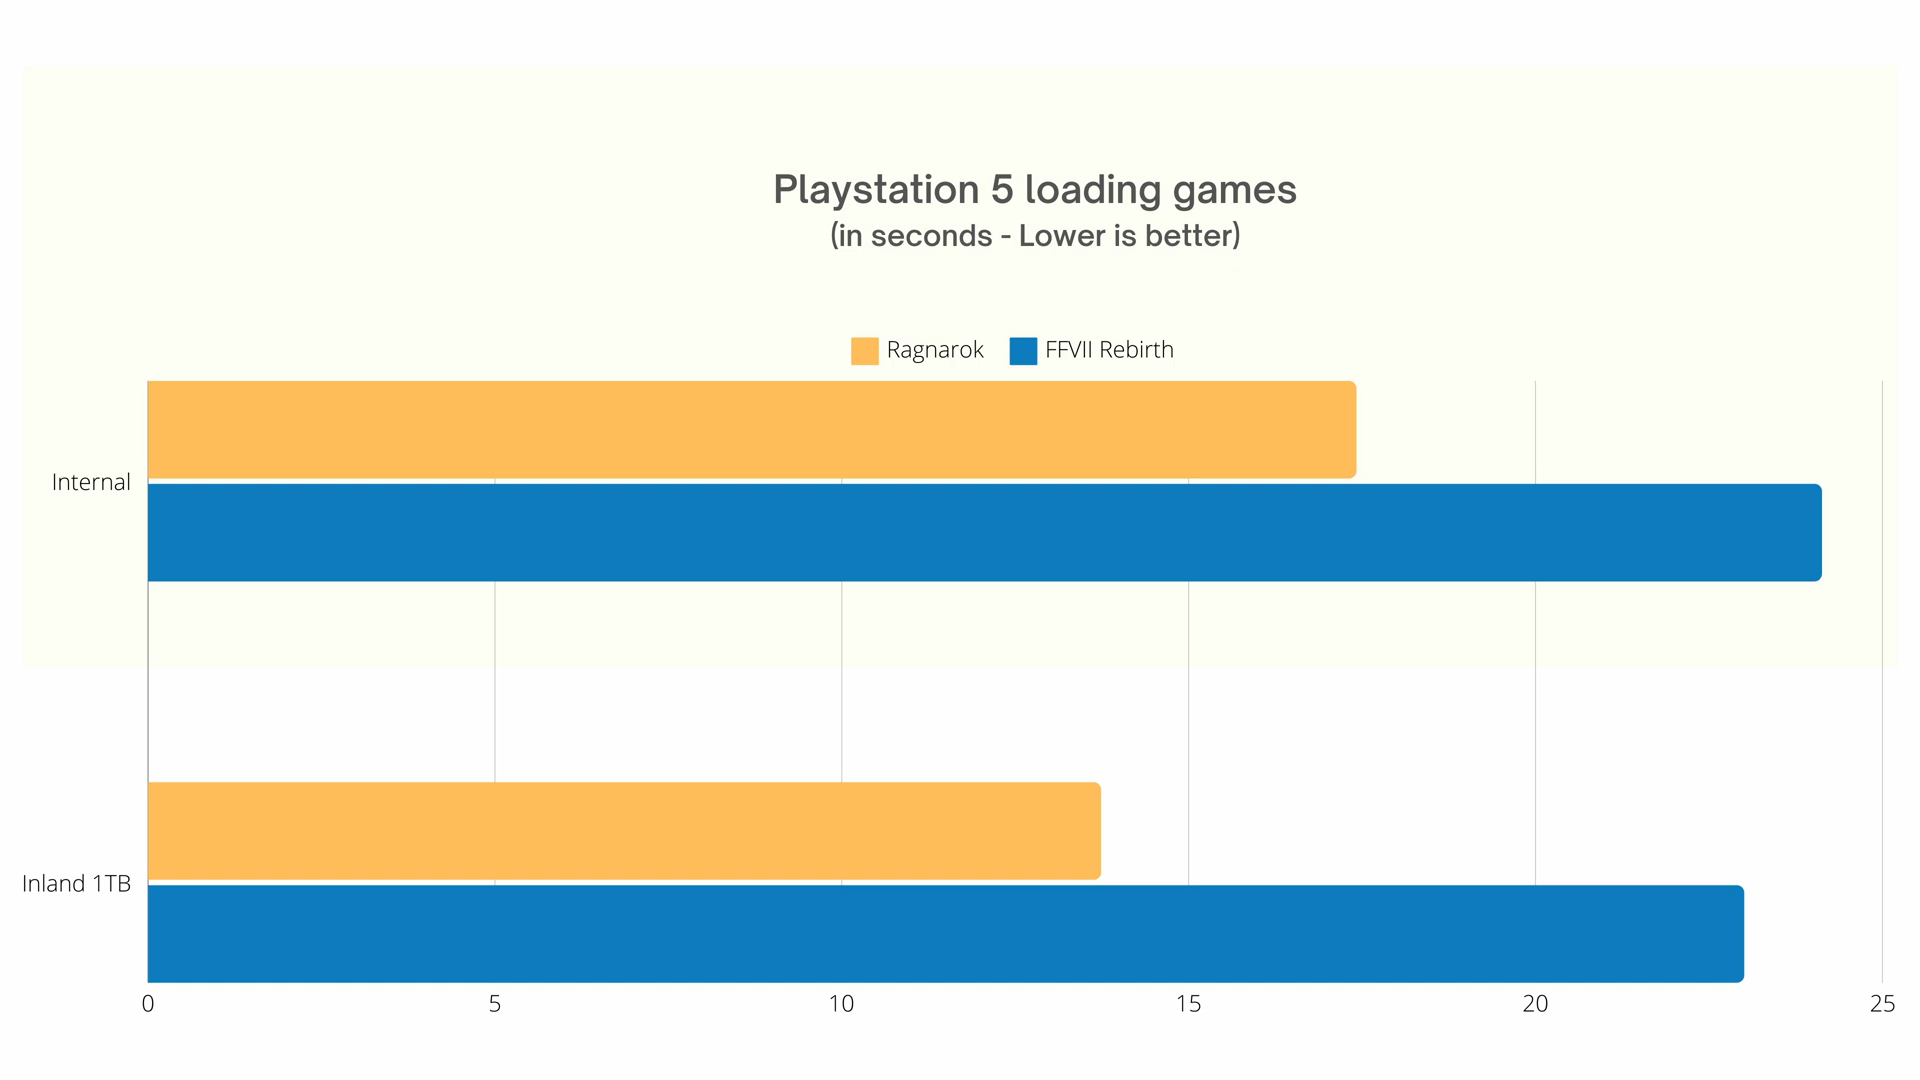 Playstation 5 loading games
(in seconds - Lower is better)
Ragnarok FFVII Rebirth
Internal
Inland 1TB
0 5 10 15 20 25